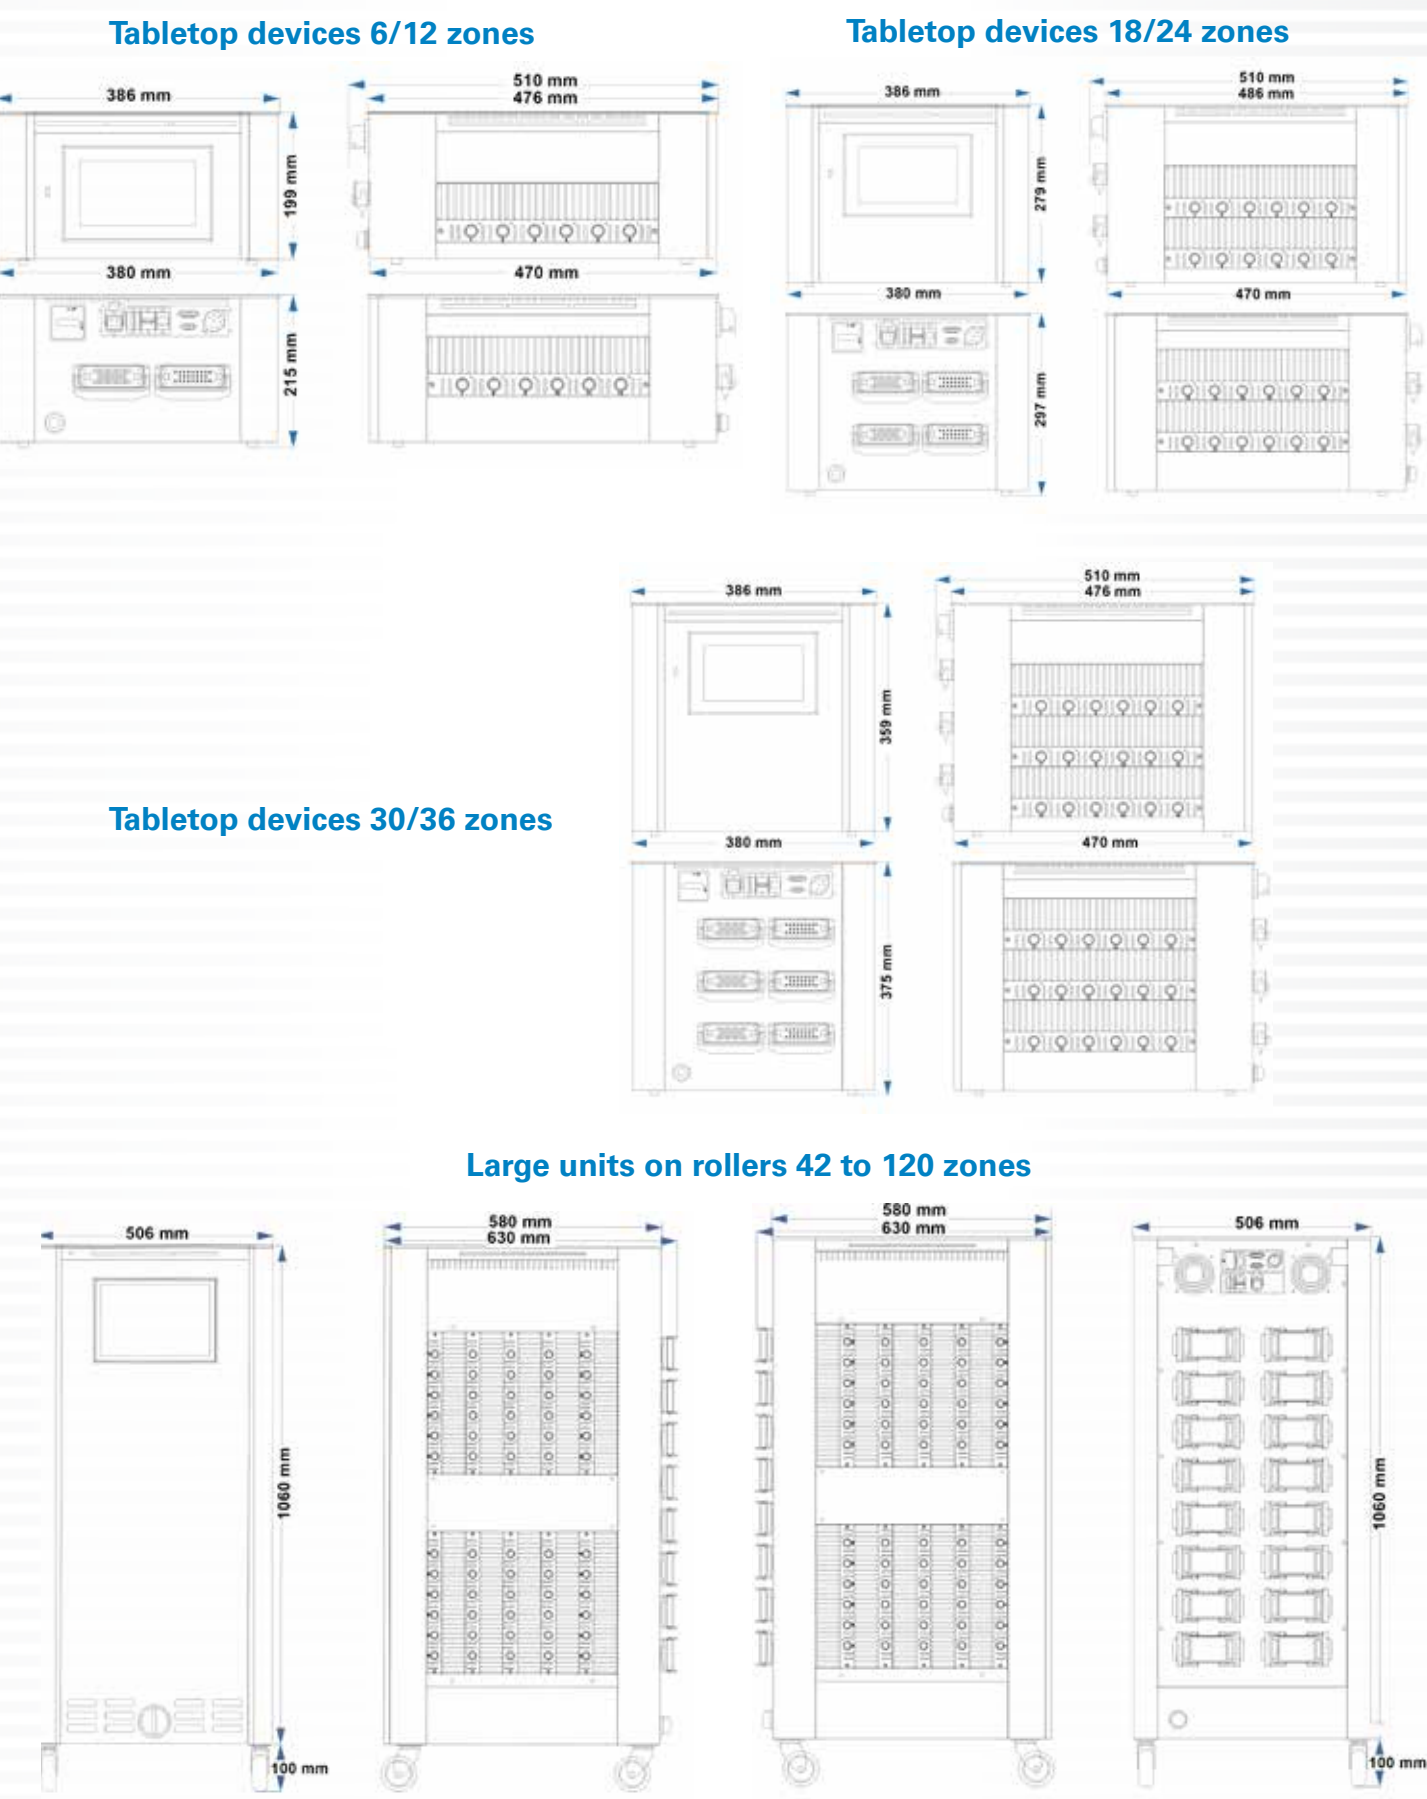 Tabletop devices 6/12 zones
386 mm
510 mm
476 mm
199 mm
380 mm
470 mm
215 mm
Tabletop devices 18/24 zones
386 mm
510 mm
486 mm
279 mm
380 mm
470 mm
297 mm
Tabletop devices 30/36 zones
386 mm
510 mm
476 mm
359 mm
380 mm
470 mm
375 mm
Large units on rollers 42 to 120 zones
506 mm
580 mm
630 mm
580 mm
630 mm
506 mm
1060 mm
1060 mm
100 mm
100 mm